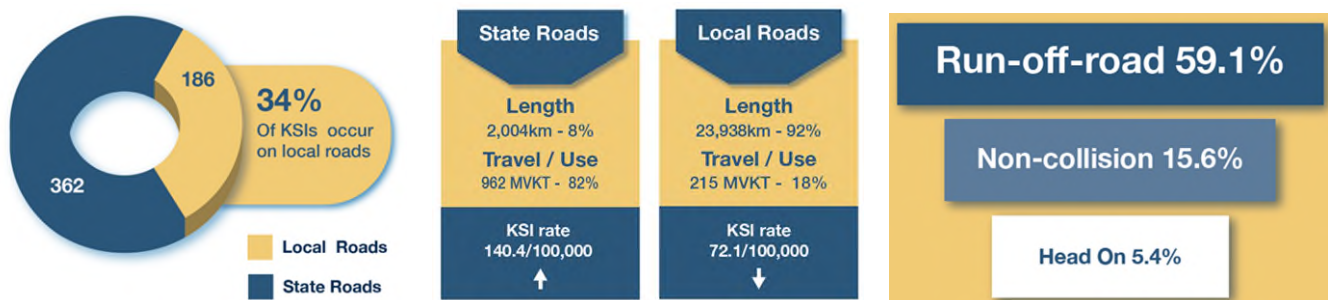 186
362
34%
Of KSIs occur
on local roads
Local Roads
State Roads
State Roads
Length
2,004km - 8%
Travel / Use
962 MVKT - 82%
KSI rate
140.4/100,000
Local Roads
Length
23,938km - 92%
Travel / Use
215 MVKT - 18%
KSI rate
72.1/100,000
Run-off-road 59.1%
Non-collision 15.6%
Head On 5.4%